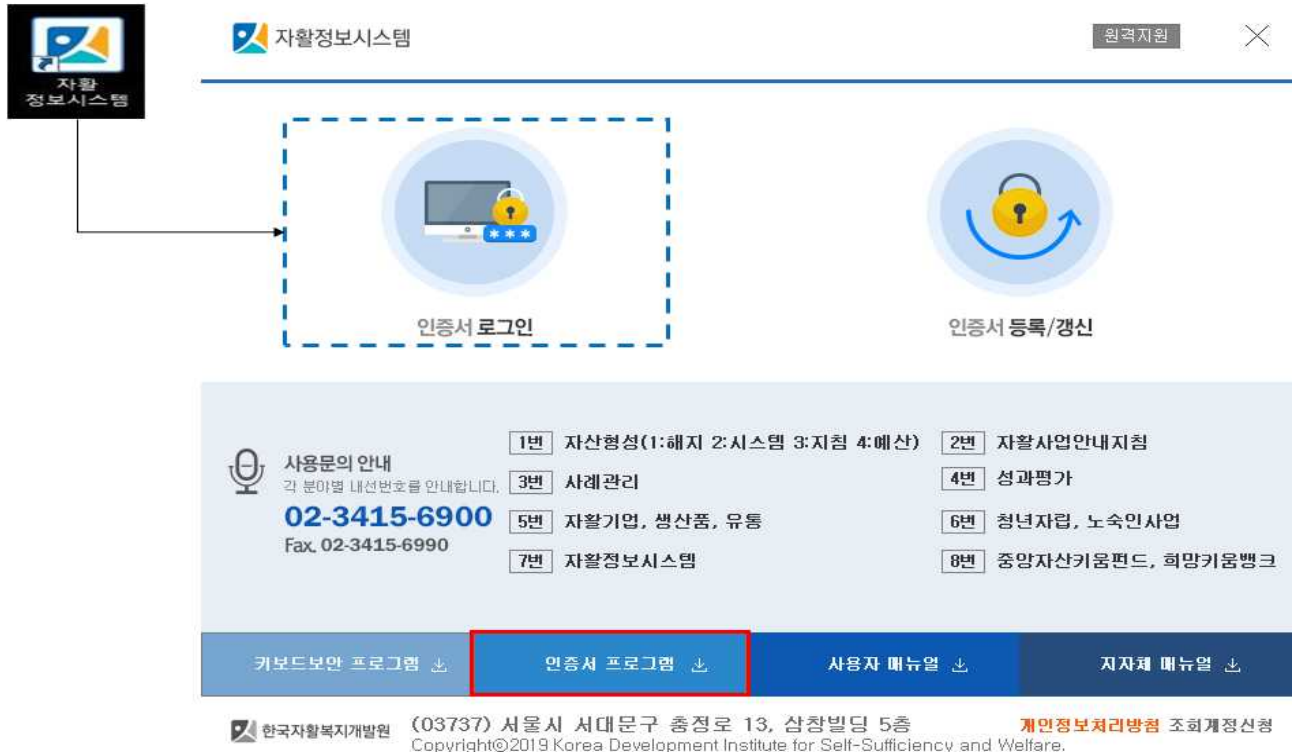 자활
정보시스템
자활정보시스템
원격지원
인증서 로그인
인증서 등록/갱신
사용문의 안내
각 분야별 내선번호를 안내합니다.
02-3415-6900
Fax. 02-3415-6990
1번 자산형성(1:해지 2:시스템 3:지침 4:예산)
2번 자활사업안내지침
3번 사례관리
4번 성과평가
5번 자활기업, 생산품, 유통
6번 청년자립, 노숙인사업
7번 자활정보시스템
8번 중앙자산키움펀드, 희망키움뱅크
키보드보안 프로그램
인증서 프로그램
사용자 매뉴얼
지자체 매뉴얼
한국자활복지개발원
(03737) 서울시 서대문구 충정로 13, 삼창빌딩 5층
개인정보처리방침 조회계정신청
Copyright©2019 Korea Development Institute for Self-Sufficiency and Welfare.